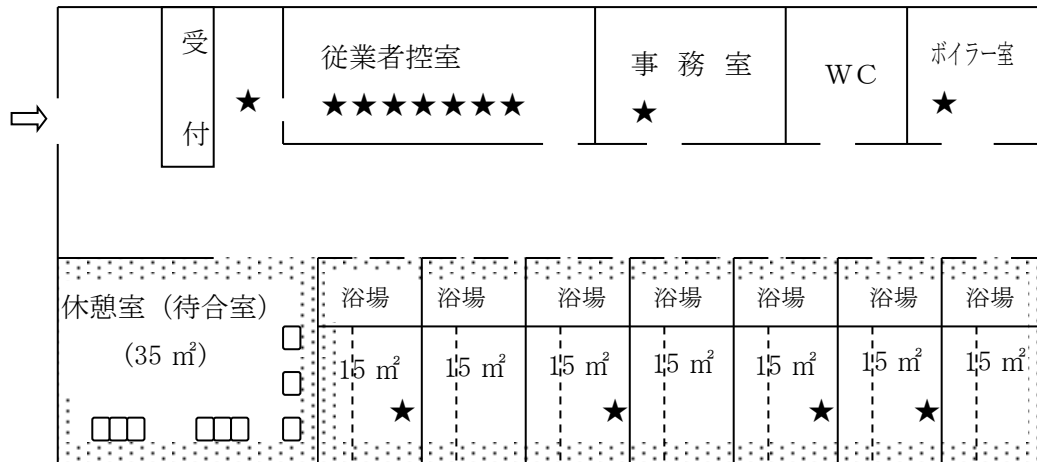 受付
従業者控室
★★★★★★★
★
事務室
★
WC
ボイラー室
★
休憩室(待合室)
(35 ㎡)
浴場 浴場 浴場 浴場 浴場 浴場 浴場
15 ㎡ 15 ㎡ 15 ㎡ 15 ㎡ 15 ㎡ 15 ㎡ 15 ㎡
★ ★ ★ ★